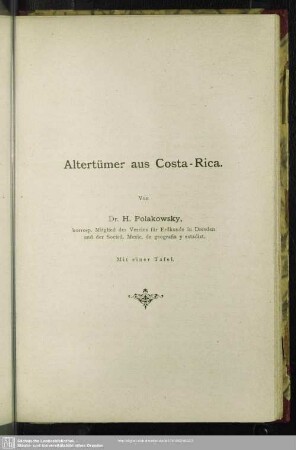 Altertümer aus Costa-Rica.
Von
Dr. H. Polakowsky,
korresp. Mitglied des Vereins für Erdkunde in Dresden
und der Societ. Mexic. de geografia y estadist.
Mit einer Tafel.